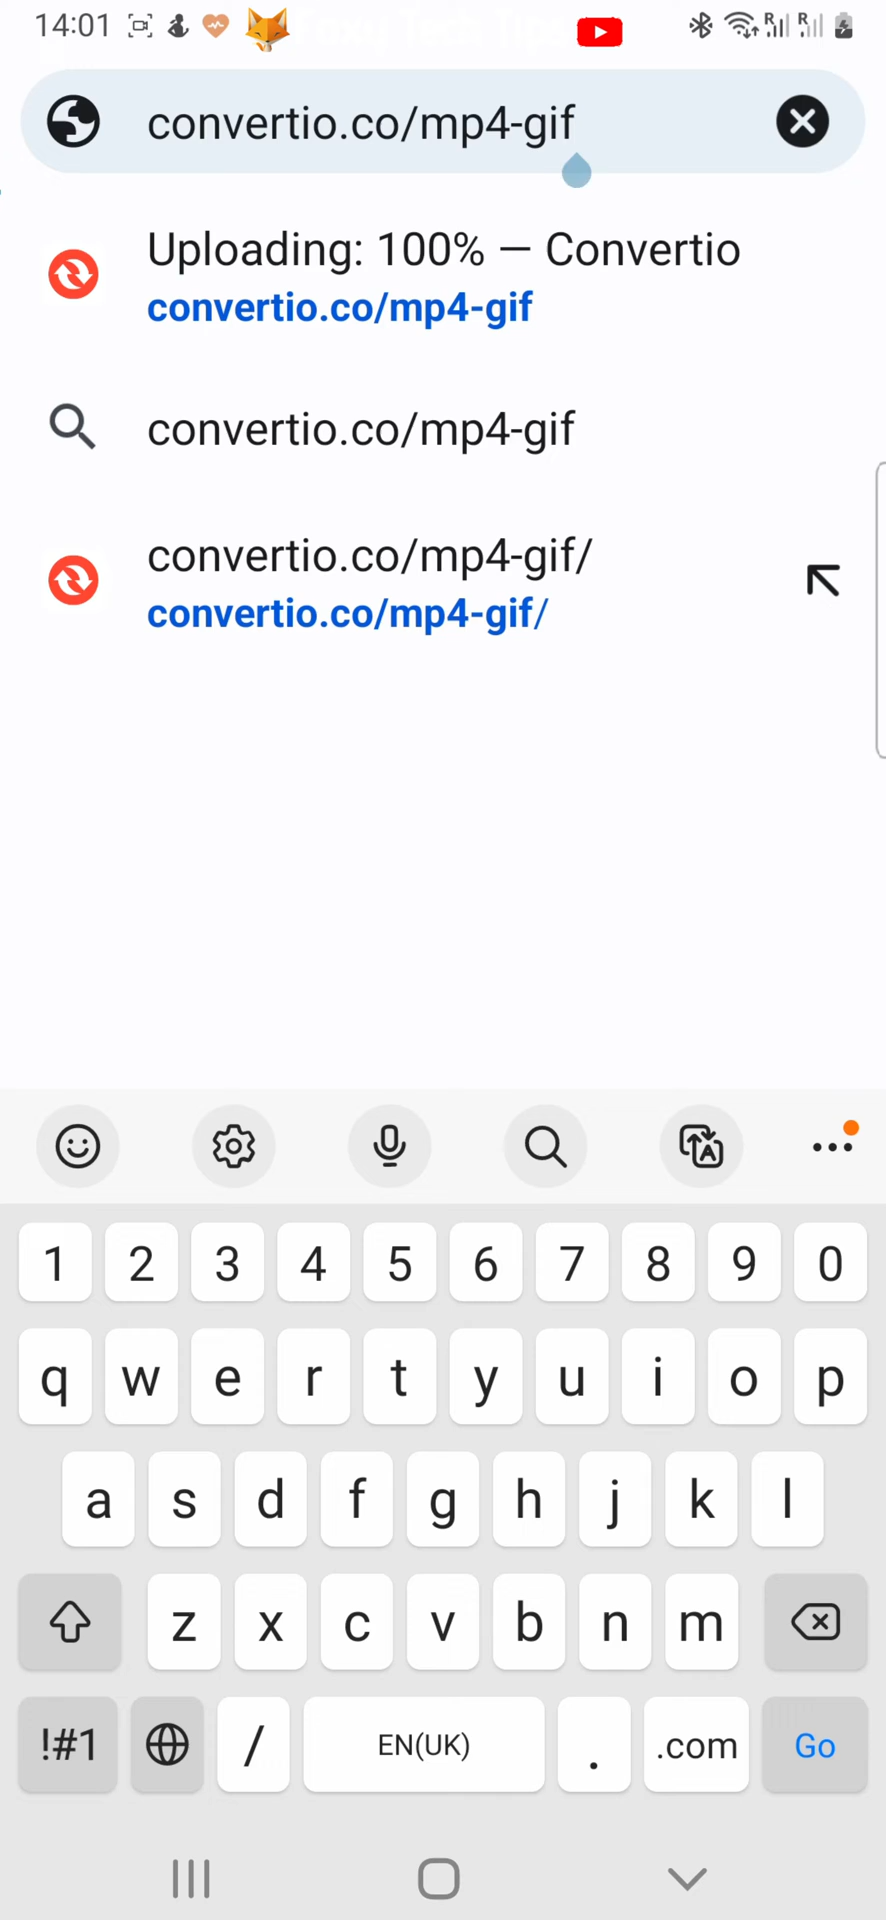 14:01
convertio.co/mp4-gif
Uploading: 100% — Convertio
convertio.co/mp4-gif
convertio.co/mp4-gif
convertio.co/mp4-gif/
convertio.co/mp4-gif/
1 2 3 4 5 6 7 8 9 0
q w e r t y u i o p
a s d f g h j k l
z x c v b n m
!#1 / EN(UK) . .com Go